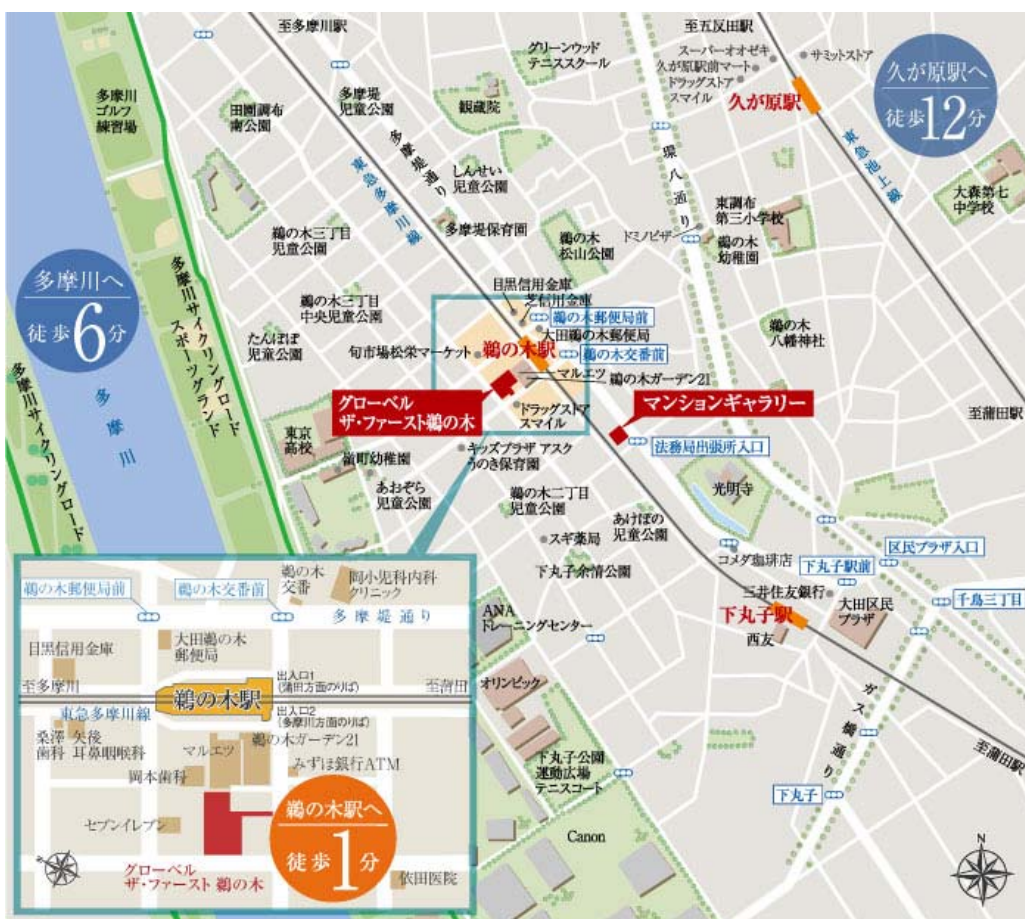 至多摩川駅
至五反田駅
グリーンウッド
テニススクール
スーパーオオゼキ
久が原駅前マート
ドラッグストア
スマイル
サミットストア
久が原駅へ
徒歩12分
久が原駅
多摩川
ゴルフ
練習場
田園調布
南公園
多摩堤
児童公園
多摩堤通り
観蔵院
環八通り
東急池上線
東急多摩川線
しんせい
児童公園
多摩堤保育園
東調布
第三小学校
大森第七
中学校
ドミノピザ
鵜の木
幼稚園
鵜の木三丁目
児童公園
鵜の木
松山公園
多摩川へ
徒歩6分
多摩川サイクリングロード
スポーツグランド
鵜の木三丁目
中央児童公園
目黒信用金庫
芝信用金庫
鵜の木郵便局前
大田鵜の木郵便局
鵜の木
八幡神社
たんぽぽ
児童公園
旬市場松栄マーケット
鵜の木駅
鵜の木交番前
マルエツ
鵜の木ガーデン21
グローベル
ザ・ファースト鵜の木
マンションギャラリー
至蒲田駅
多摩川
多摩川サイクリングロード
ドラッグストア
スマイル
東京
高校
嶺町幼稚園
キッズプラザ アスク
うのき保育園
法務局出張所入口
あおぞら
児童公園
鵜の木二丁目
児童公園
あけぼの
児童公園
光明寺
スギ薬局
下丸子余情公園
コメダ珈琲店
区民プラザ入口
下丸子駅前
三井住友銀行
千鳥三丁目
下丸子駅
大田区民
プラザ
西友
ANA
トレーニングセンター
オリンピック
ガス橋通り
至蒲田駅
下丸子公園
運動広場
テニスコート
下丸子
Canon
N
鵜の木郵便局前
鵜の木交番前
鵜の木
交番
岡小児科内科
クリニック
多摩堤通り
目黒信用金庫
大田鵜の木
郵便局
至多摩川
鵜の木駅
出入口1
(蒲田方面のりば)
至蒲田
東急多摩川線
出入口2
(多摩川方面のりば)
桑澤
歯科
矢後
耳鼻咽喉科
マルエツ
鵜の木ガーデン21
みずほ銀行ATM
岡本歯科
セブンイレブン
鵜の木駅へ
徒歩1分
グローベル
ザ・ファースト 鵜の木
依田医院